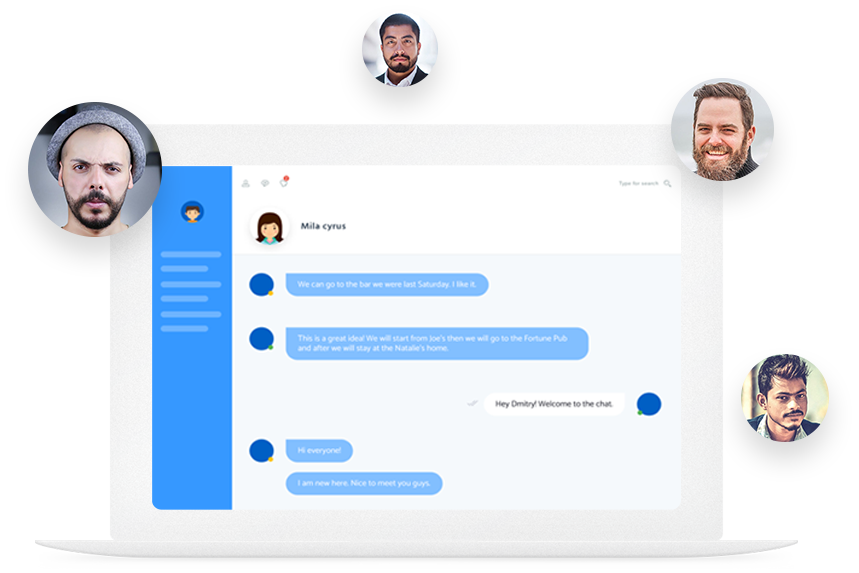 Type for search
Mila cyrus
We can go to the bar we were last Saturday. I like it.
This is a great idea! We will start from Joe's then we will go to the Fortune Pub
and after we will stay at the Natalie's home.
Hey Dmitry! Welcome to the chat.
Hi everyone!
I am new here. Nice to meet you guys.